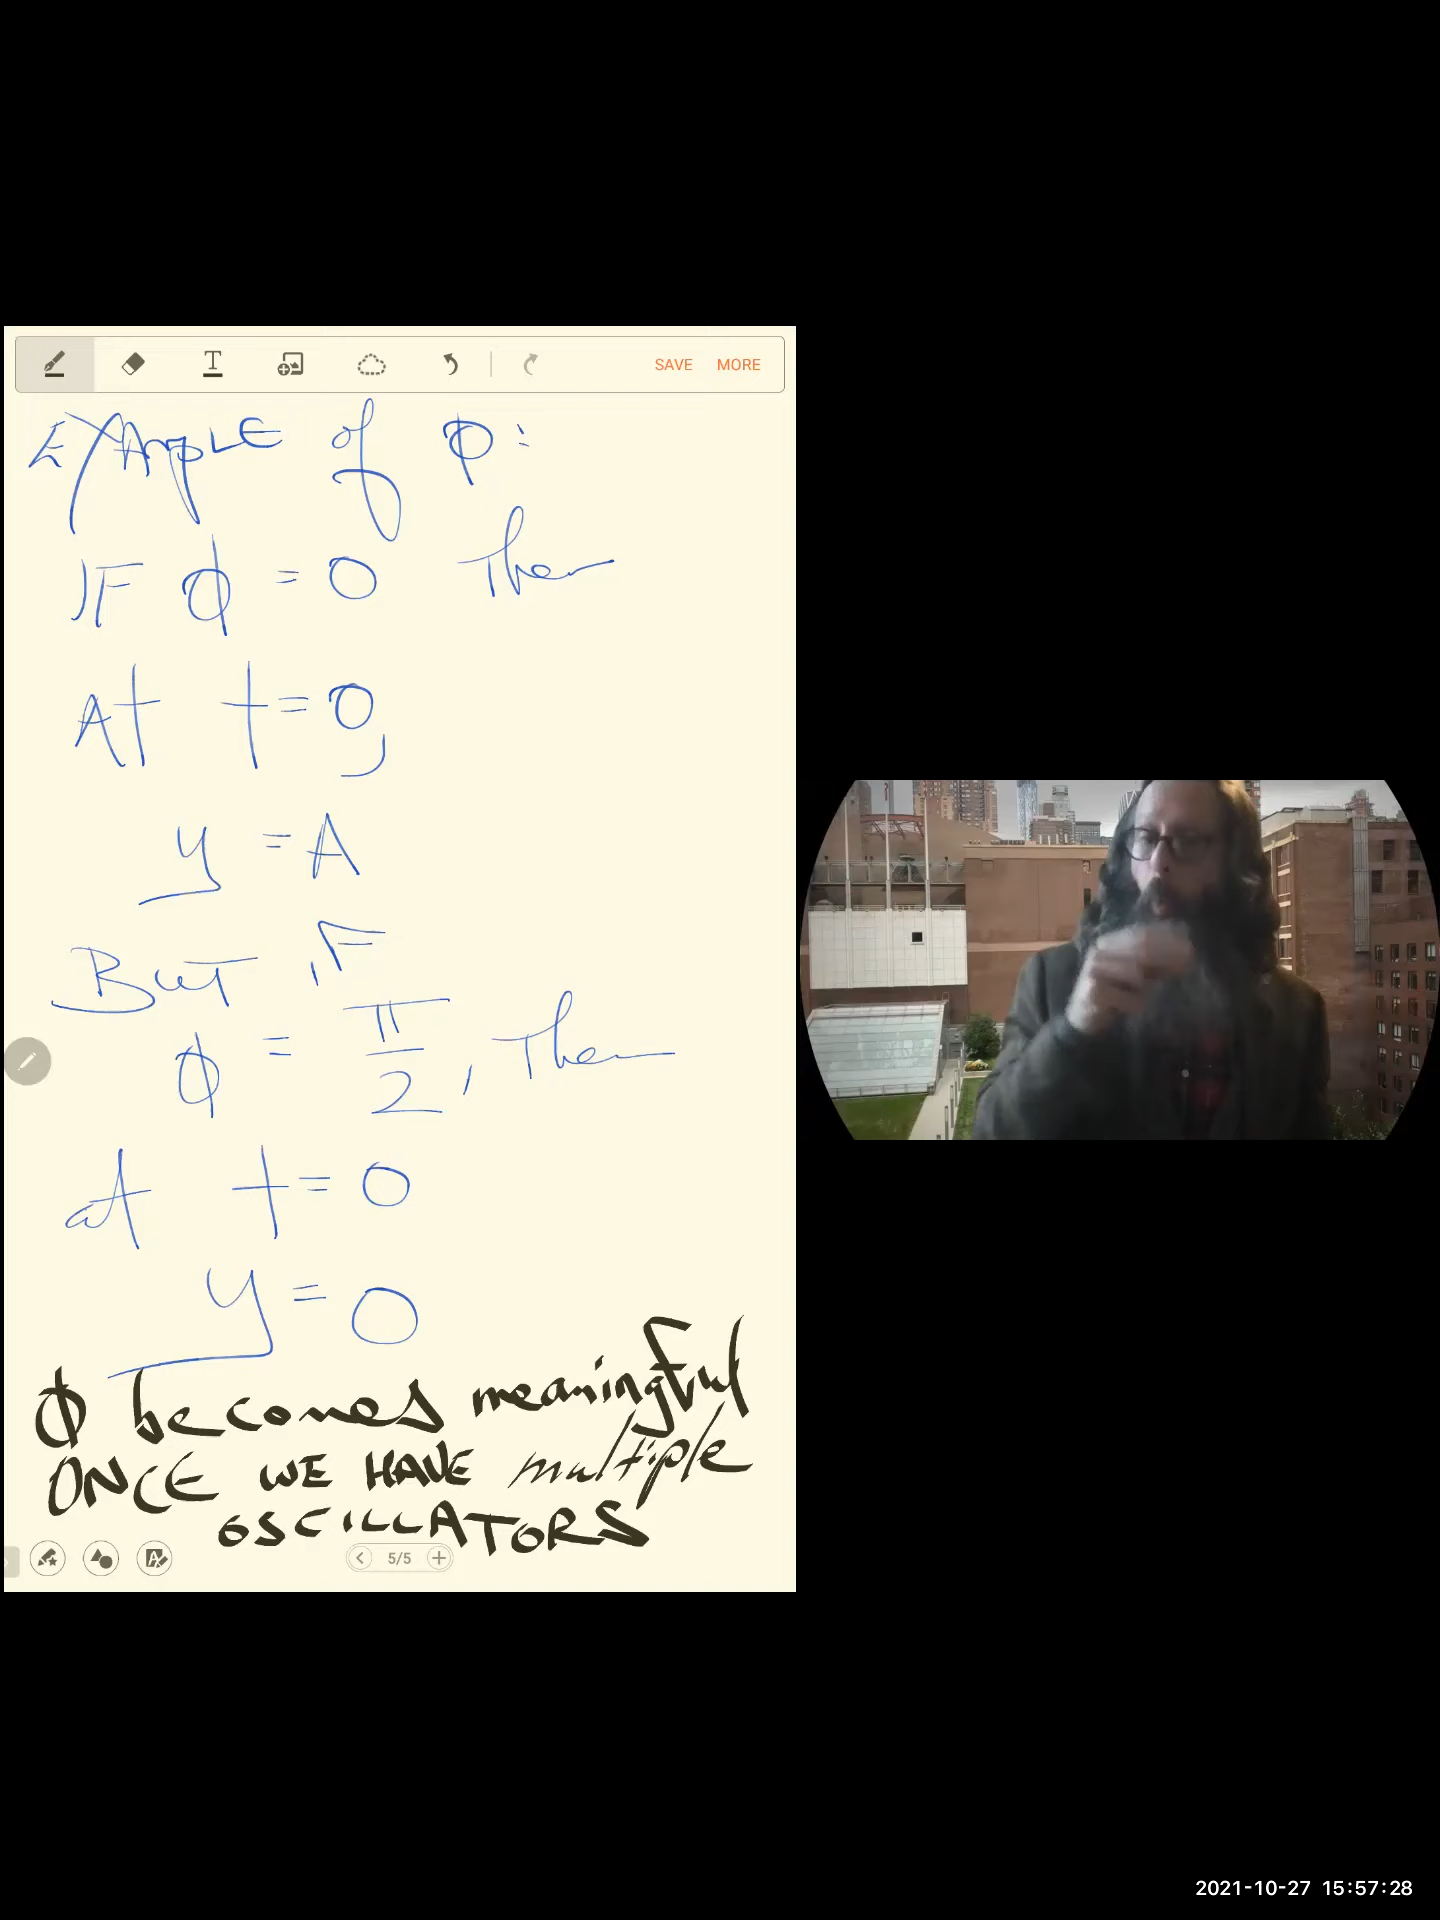 T
SAVE MORE
EXAMPLE of φ:
IF φ = 0 Then
At t = 0,
y = A
But IF
φ = π/2, Then
at t = 0
y = 0
φ becomes meaningful
ONCE WE HAVE multiple
OSCILLATORS
A
< 5/5 +
2021-10-27 15:57:28